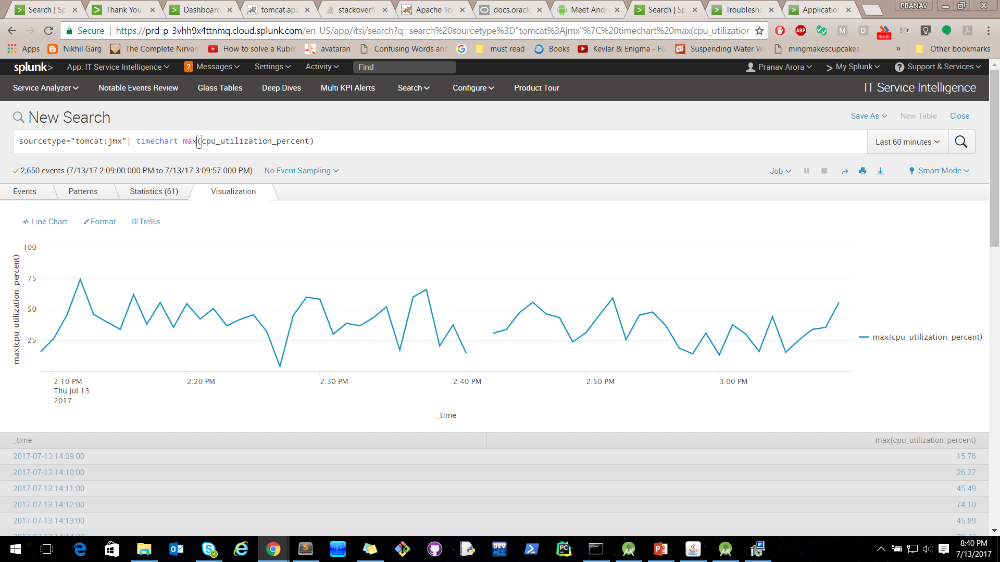 Search | Sp
Thank You
Dashboard
tomcat.apa
stackoverfl
Apache To
docs.oracle
Meet Andr
Search | Sp
Troublesho
Application
PRANAV
Secure https://prd-p-3vhh9x4ttnmq.cloud.splunk.com/en-US/app/itsi/search?q=search%20sourcetype%3D"tomcat%3Ajmx"%7C%20timechart%20max(cpu_utilization
ABP
M
D
4min
Apps Nikhil Garg The Complete Nirvan How to solve a Rubik avataran Confusing Words and must read Books Kevlar & Enigma - Fu Suspending Water W mingmakescupcakes. » Other bookmarks
splunk> App: IT Service Intelligence 2 Messages Settings Activity Find Pranav Arora My Splunk Support & Services
Service Analyzer Notable Events Review Glass Tables Deep Dives Multi KPI Alerts Search Configure Product Tour IT Service Intelligence
New Search Save As New Table Close
sourcetype="tomcat:jmx"| timechart max(cpu_utilization_percent) Last 60 minutes
2,650 events (7/13/17 2:09:00.000 PM to 7/13/17 3:09:57.000 PM) No Event Sampling Job Smart Mode
Events Patterns Statistics (61) Visualization
Line Chart Format Trellis
max(cpu_utilization_percent)
100
75
50
25
max(cpu_utilization_percent)
2:10 PM 2:20 PM 2:30 PM 2:40 PM 2:50 PM 3:00 PM
Thu Jul 13
2017
_time
_time max(cpu_utilization_percent)
2017-07-13 14:09:00 15.76
2017-07-13 14:10:00 26.27
2017-07-13 14:11:00 45.49
2017-07-13 14:12:00 74.10
2017-07-13 14:13:00 45.89
DEV
PC
8:40 PM
7/13/2017